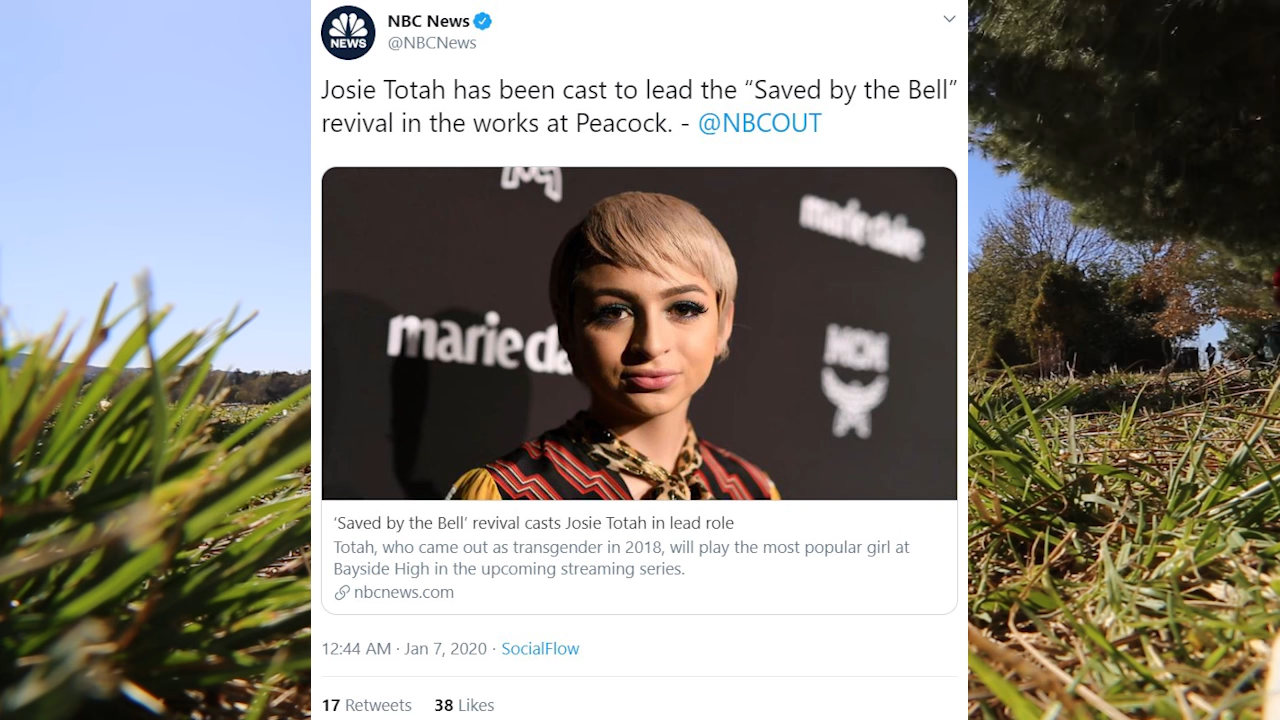 NBC News
@NBCNews
NEWS
Josie Totah has been cast to lead the “Saved by the Bell”
revival in the works at Peacock. - @NBCOUT
marie claire
marie
MCM
‘Saved by the Bell’ revival casts Josie Totah in lead role
Totah, who came out as transgender in 2018, will play the most popular girl at
Bayside High in the upcoming streaming series.
nbcnews.com
12:44 AM · Jan 7, 2020 · SocialFlow
17 Retweets 38 Likes